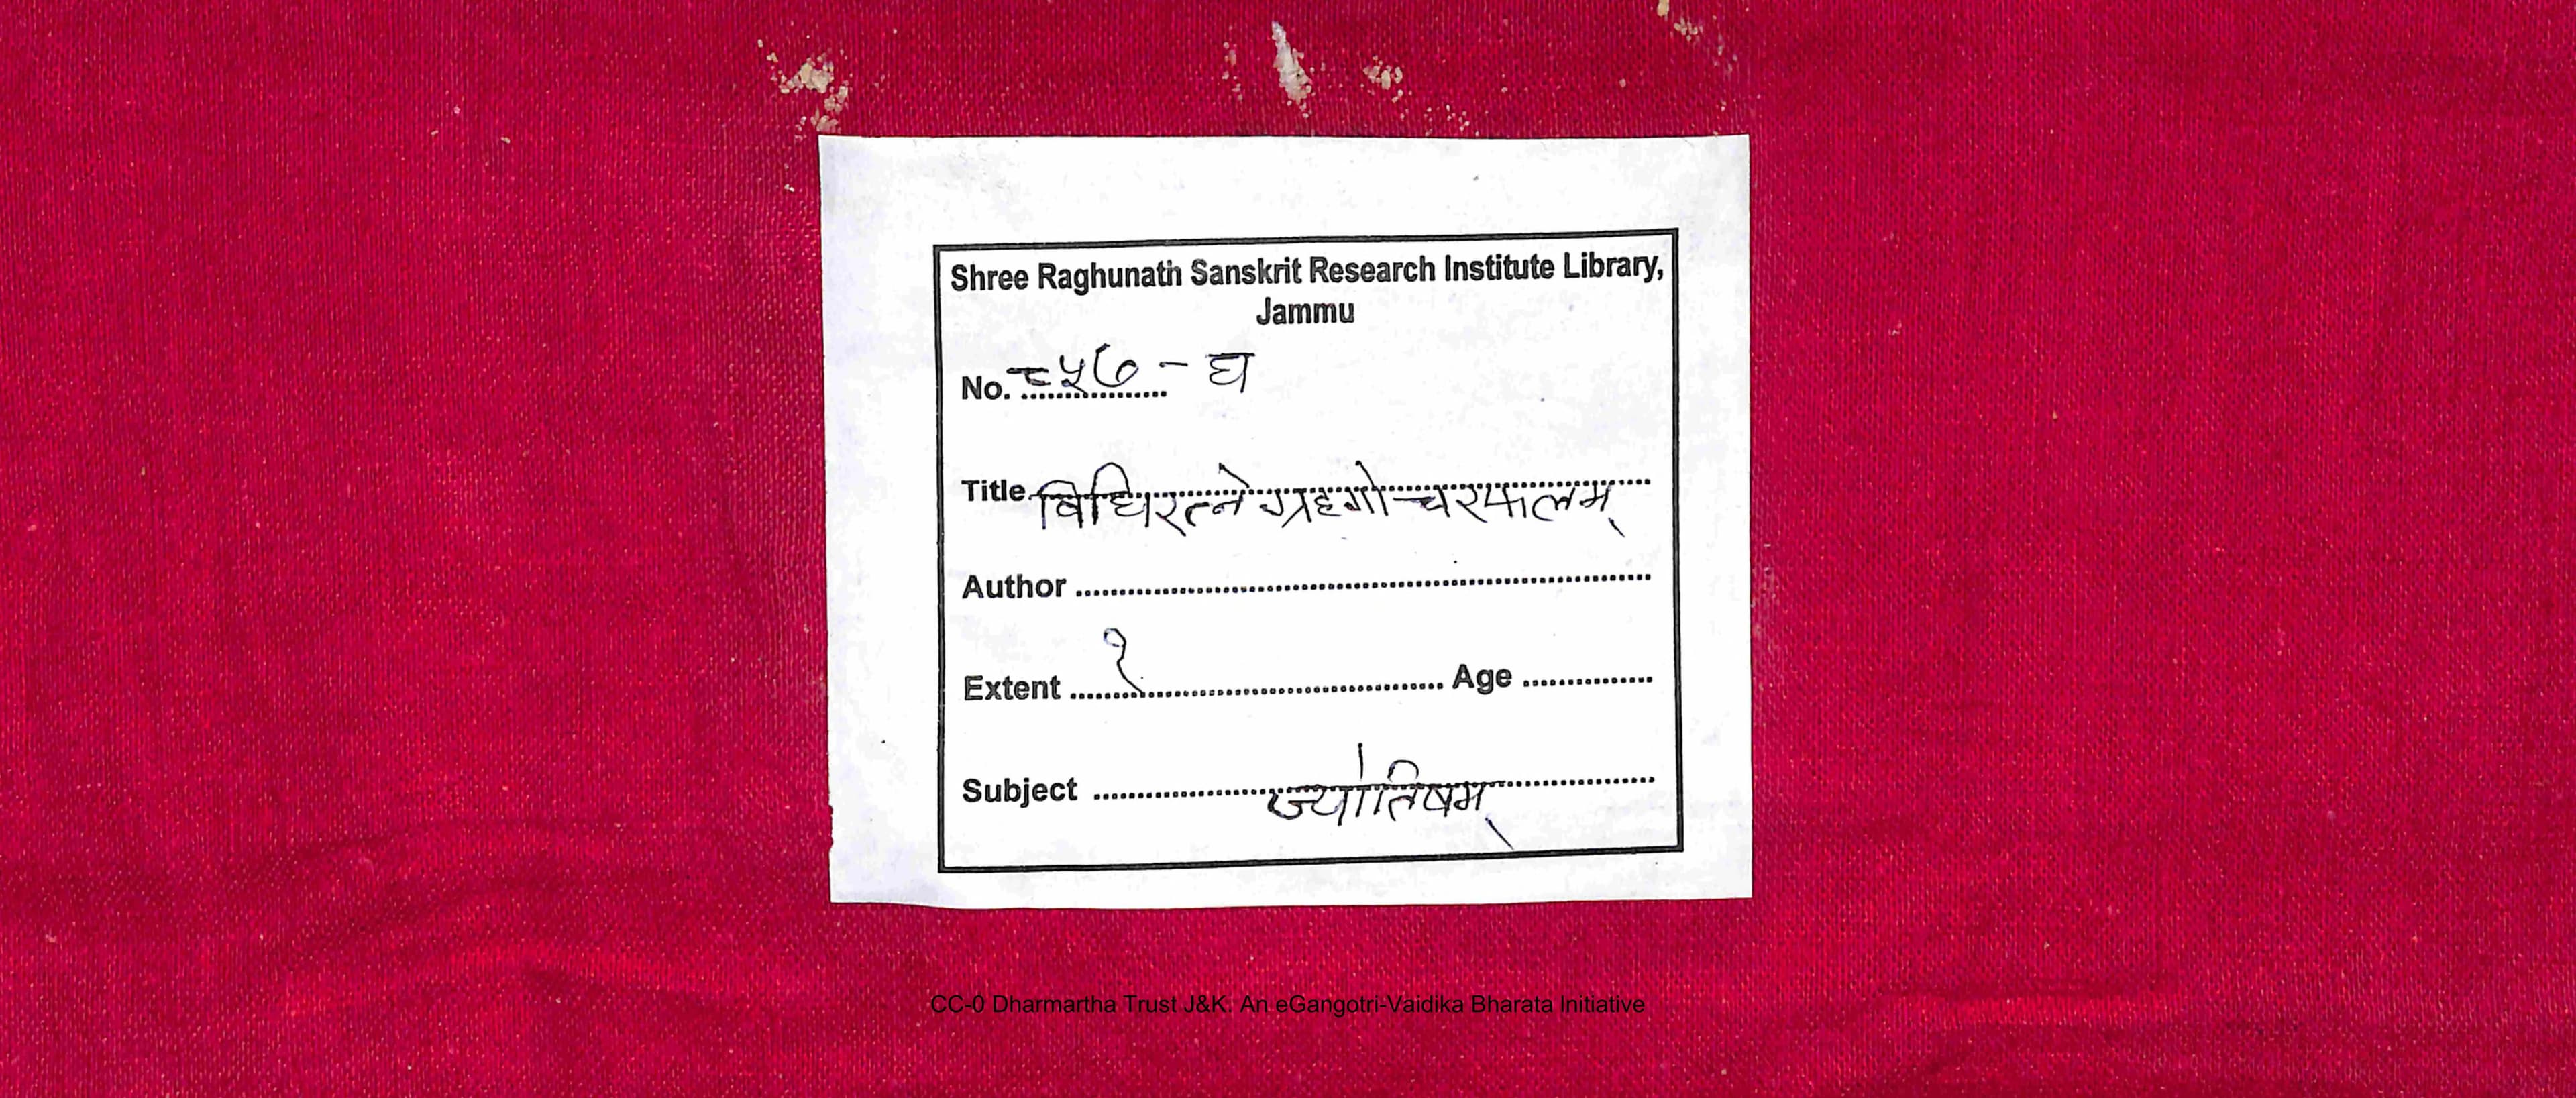 Shree Raghunath Sanskrit Research Institute Library,
Jammu
No. ८५७ - घ
Title विधिरत्ने ग्रहगोचरफलम्
Author
Extent १ Age
Subject ज्योतिषम्
CC-0 Dharmartha Trust J&K. An eGangotri-Vaidika Bharata Initiative